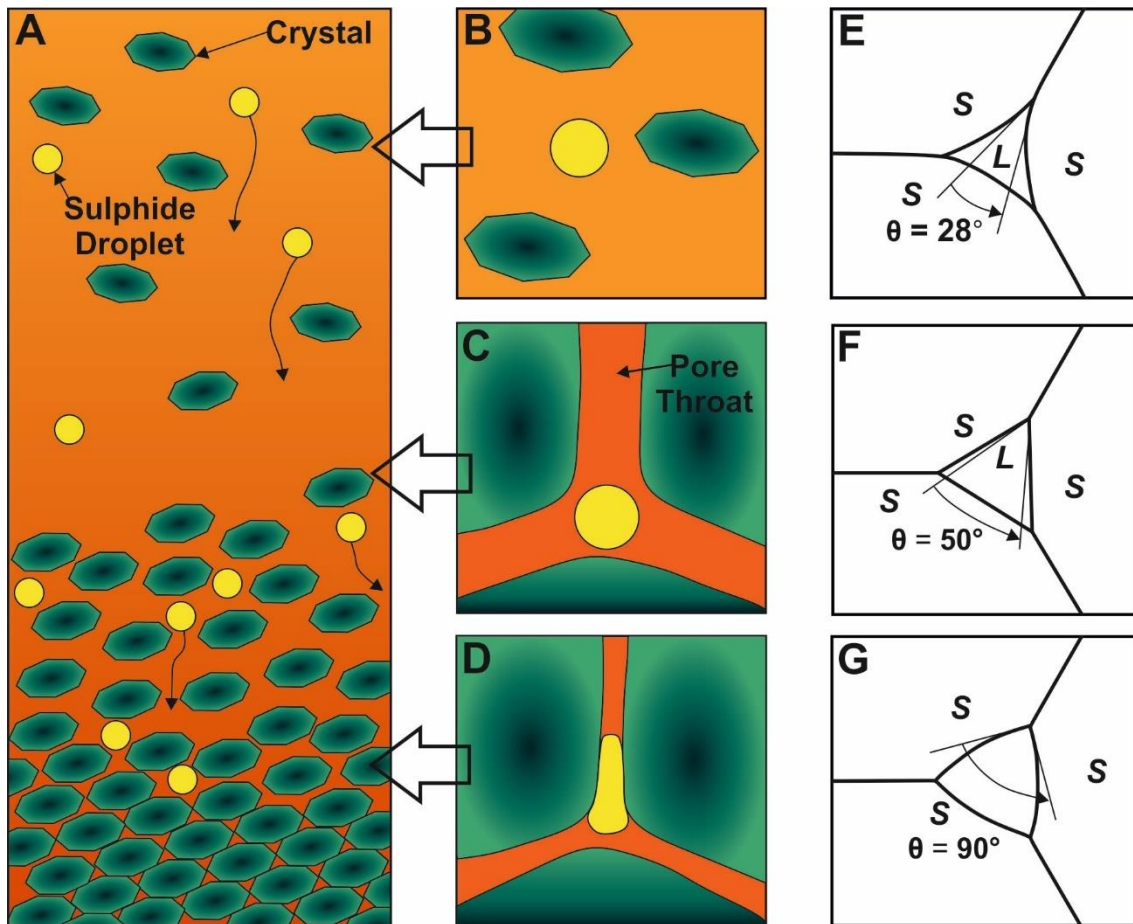 A
Crystal
Sulphide
Droplet
B
C
Pore
Throat
D
E
S
L
S
S
θ = 28°
F
S
L
S
S
θ = 50°
G
S
S
S
θ = 90°